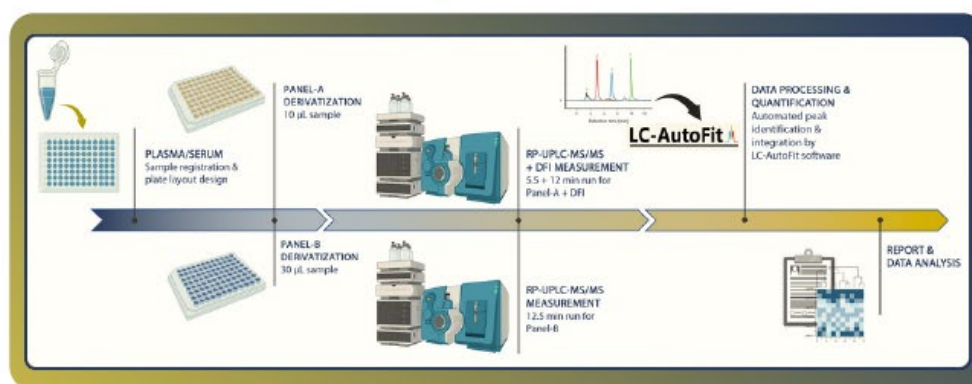 PLASMA/SERUM
Sample registration &
plate layout design
PANEL-A
DERIVATIZATION
10 µL sample
PANEL-B
DERIVATIZATION
30 µL sample
RP-UPLC-MS/MS
+ DFI MEASUREMENT
5.5 + 12 min run for
Panel-A + DFI
RP-UPLC-MS/MS
MEASUREMENT
12.5 min run for
Panel-B
Retention time (min)
LC-AutoFit
DATA PROCESSING &
QUANTIFICATION
Automated peak
identification &
integration by
LC-AutoFit software
REPORT &
DATA ANALYSIS